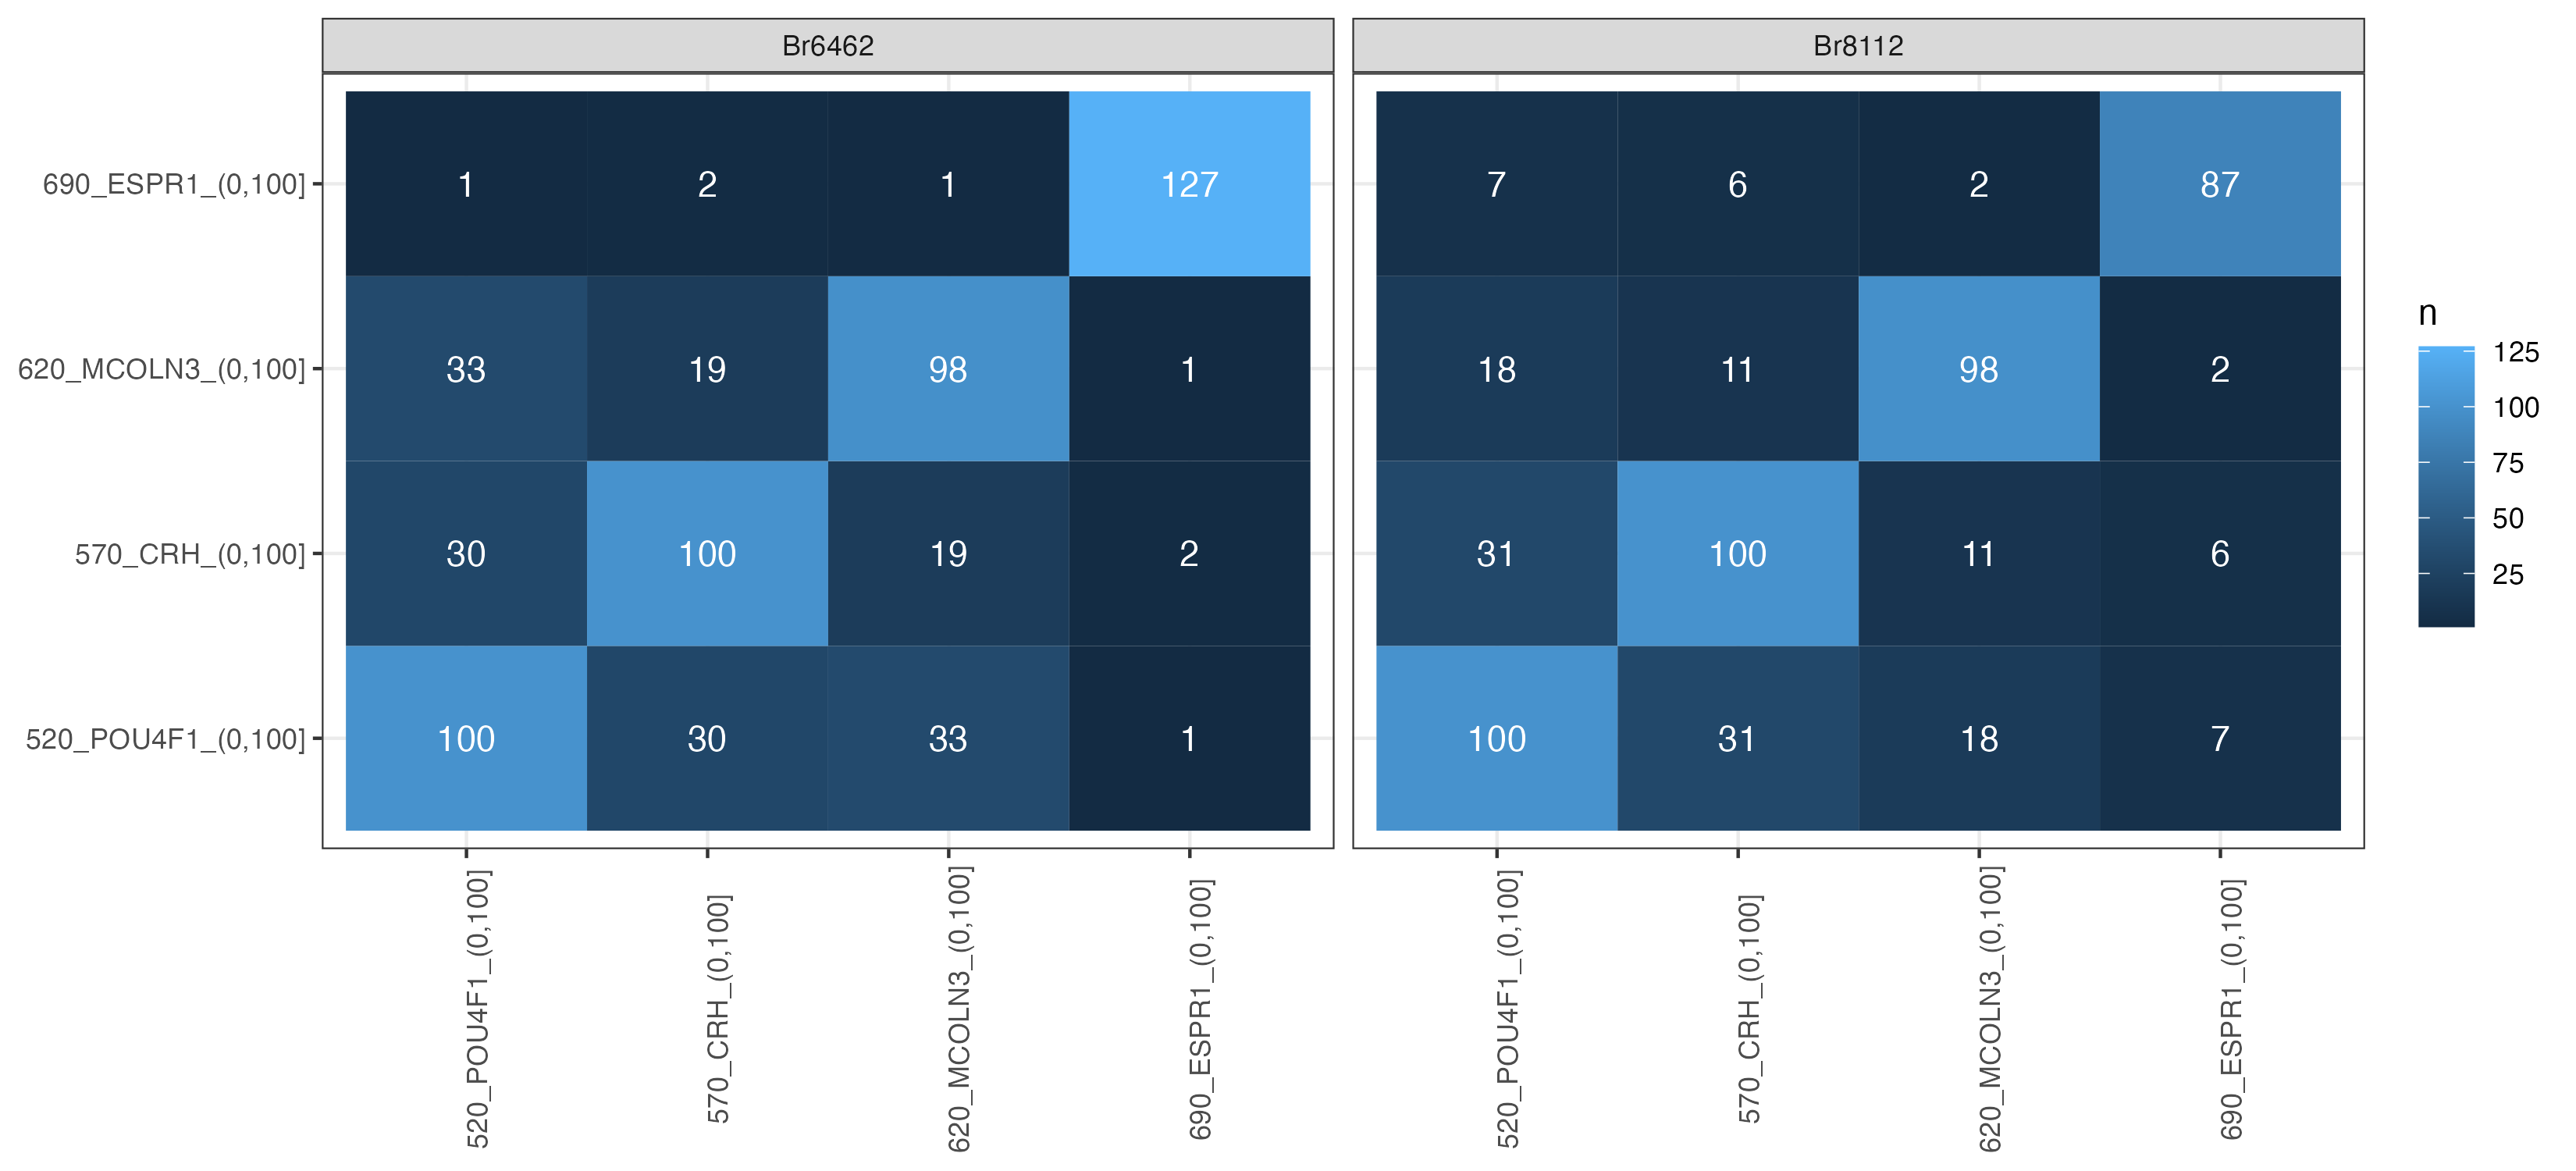 Br6462 Br8112
690_ESPR1_(0,100] 1 2 1 127 7 6 2 87
620_MCOLN3_(0,100] 33 19 98 1 18 11 98 2
570_CRH_(0,100] 30 100 19 2 31 100 11 6
520_POU4F1_(0,100] 100 30 33 1 100 31 18 7
520_POU4F1_(0,100]
570_CRH_(0,100]
620_MCOLN3_(0,100]
690_ESPR1_(0,100]
520_POU4F1_(0,100]
570_CRH_(0,100]
620_MCOLN3_(0,100]
690_ESPR1_(0,100]
n
125
100
75
50
25